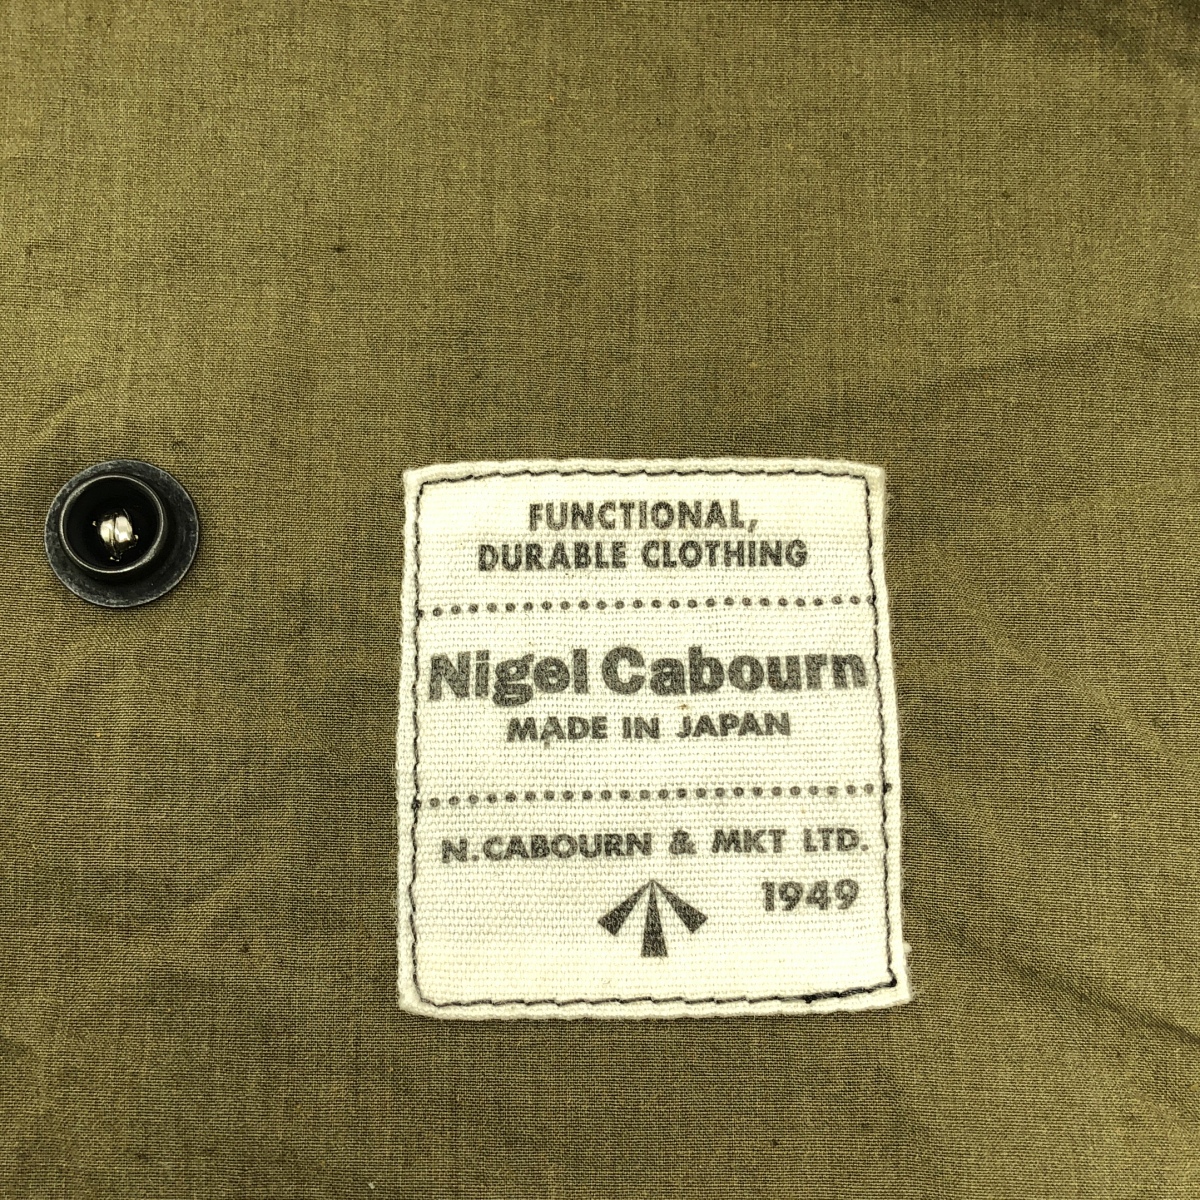 FUNCTIONAL,
DURABLE CLOTHING
Nigel Cabourn
MADE IN JAPAN
N.CABOURN & MKT LTD.
1949